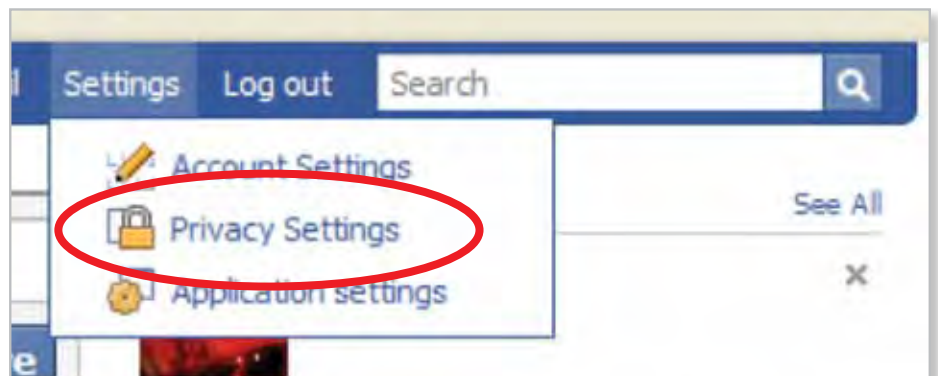 l Settings Log out Search
Account Settings
See All
Privacy Settings
Application settings
e